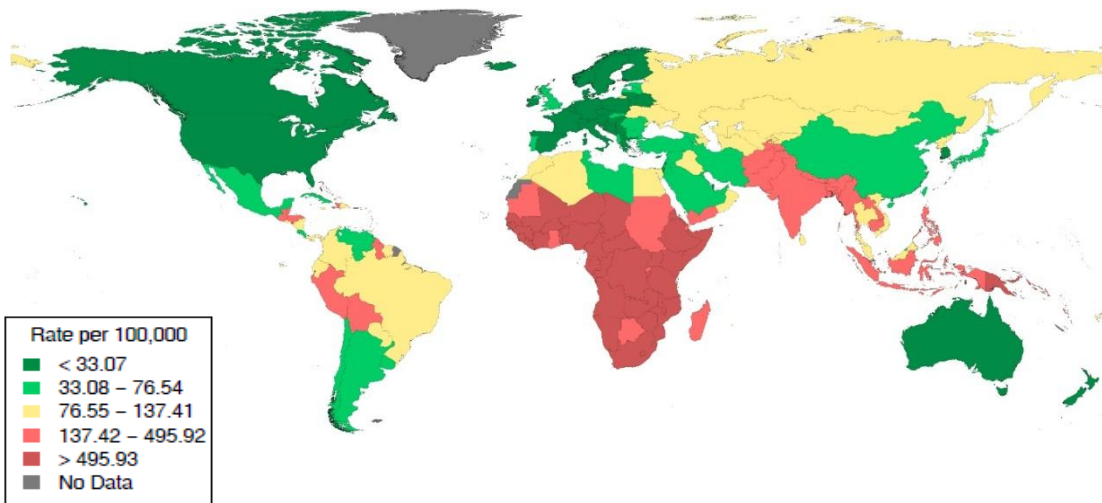 Rate per 100,000
< 33.07
33.08 – 76.54
76.55 – 137.41
137.42 – 495.92
> 495.93
No Data